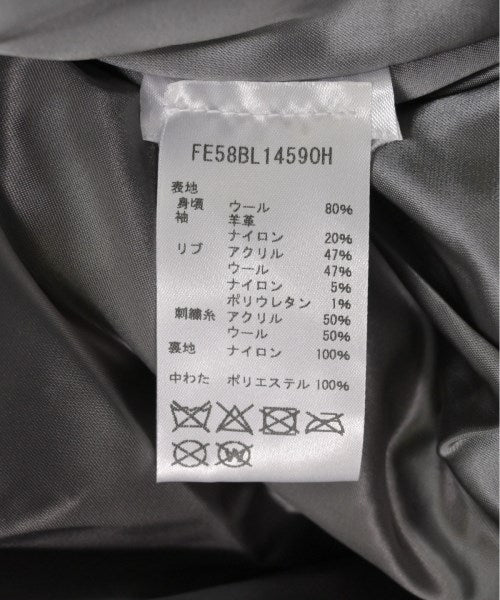 FE58BL14590H
表地
身頃 ウール 80%
袖 羊革
ナイロン 20%
リブ アクリル 47%
ウール 47%
ナイロン 5%
ポリウレタン 1%
刺繍糸 アクリル 50%
ウール 50%
裏地 ナイロン 100%
中わた ポリエステル 100%
W